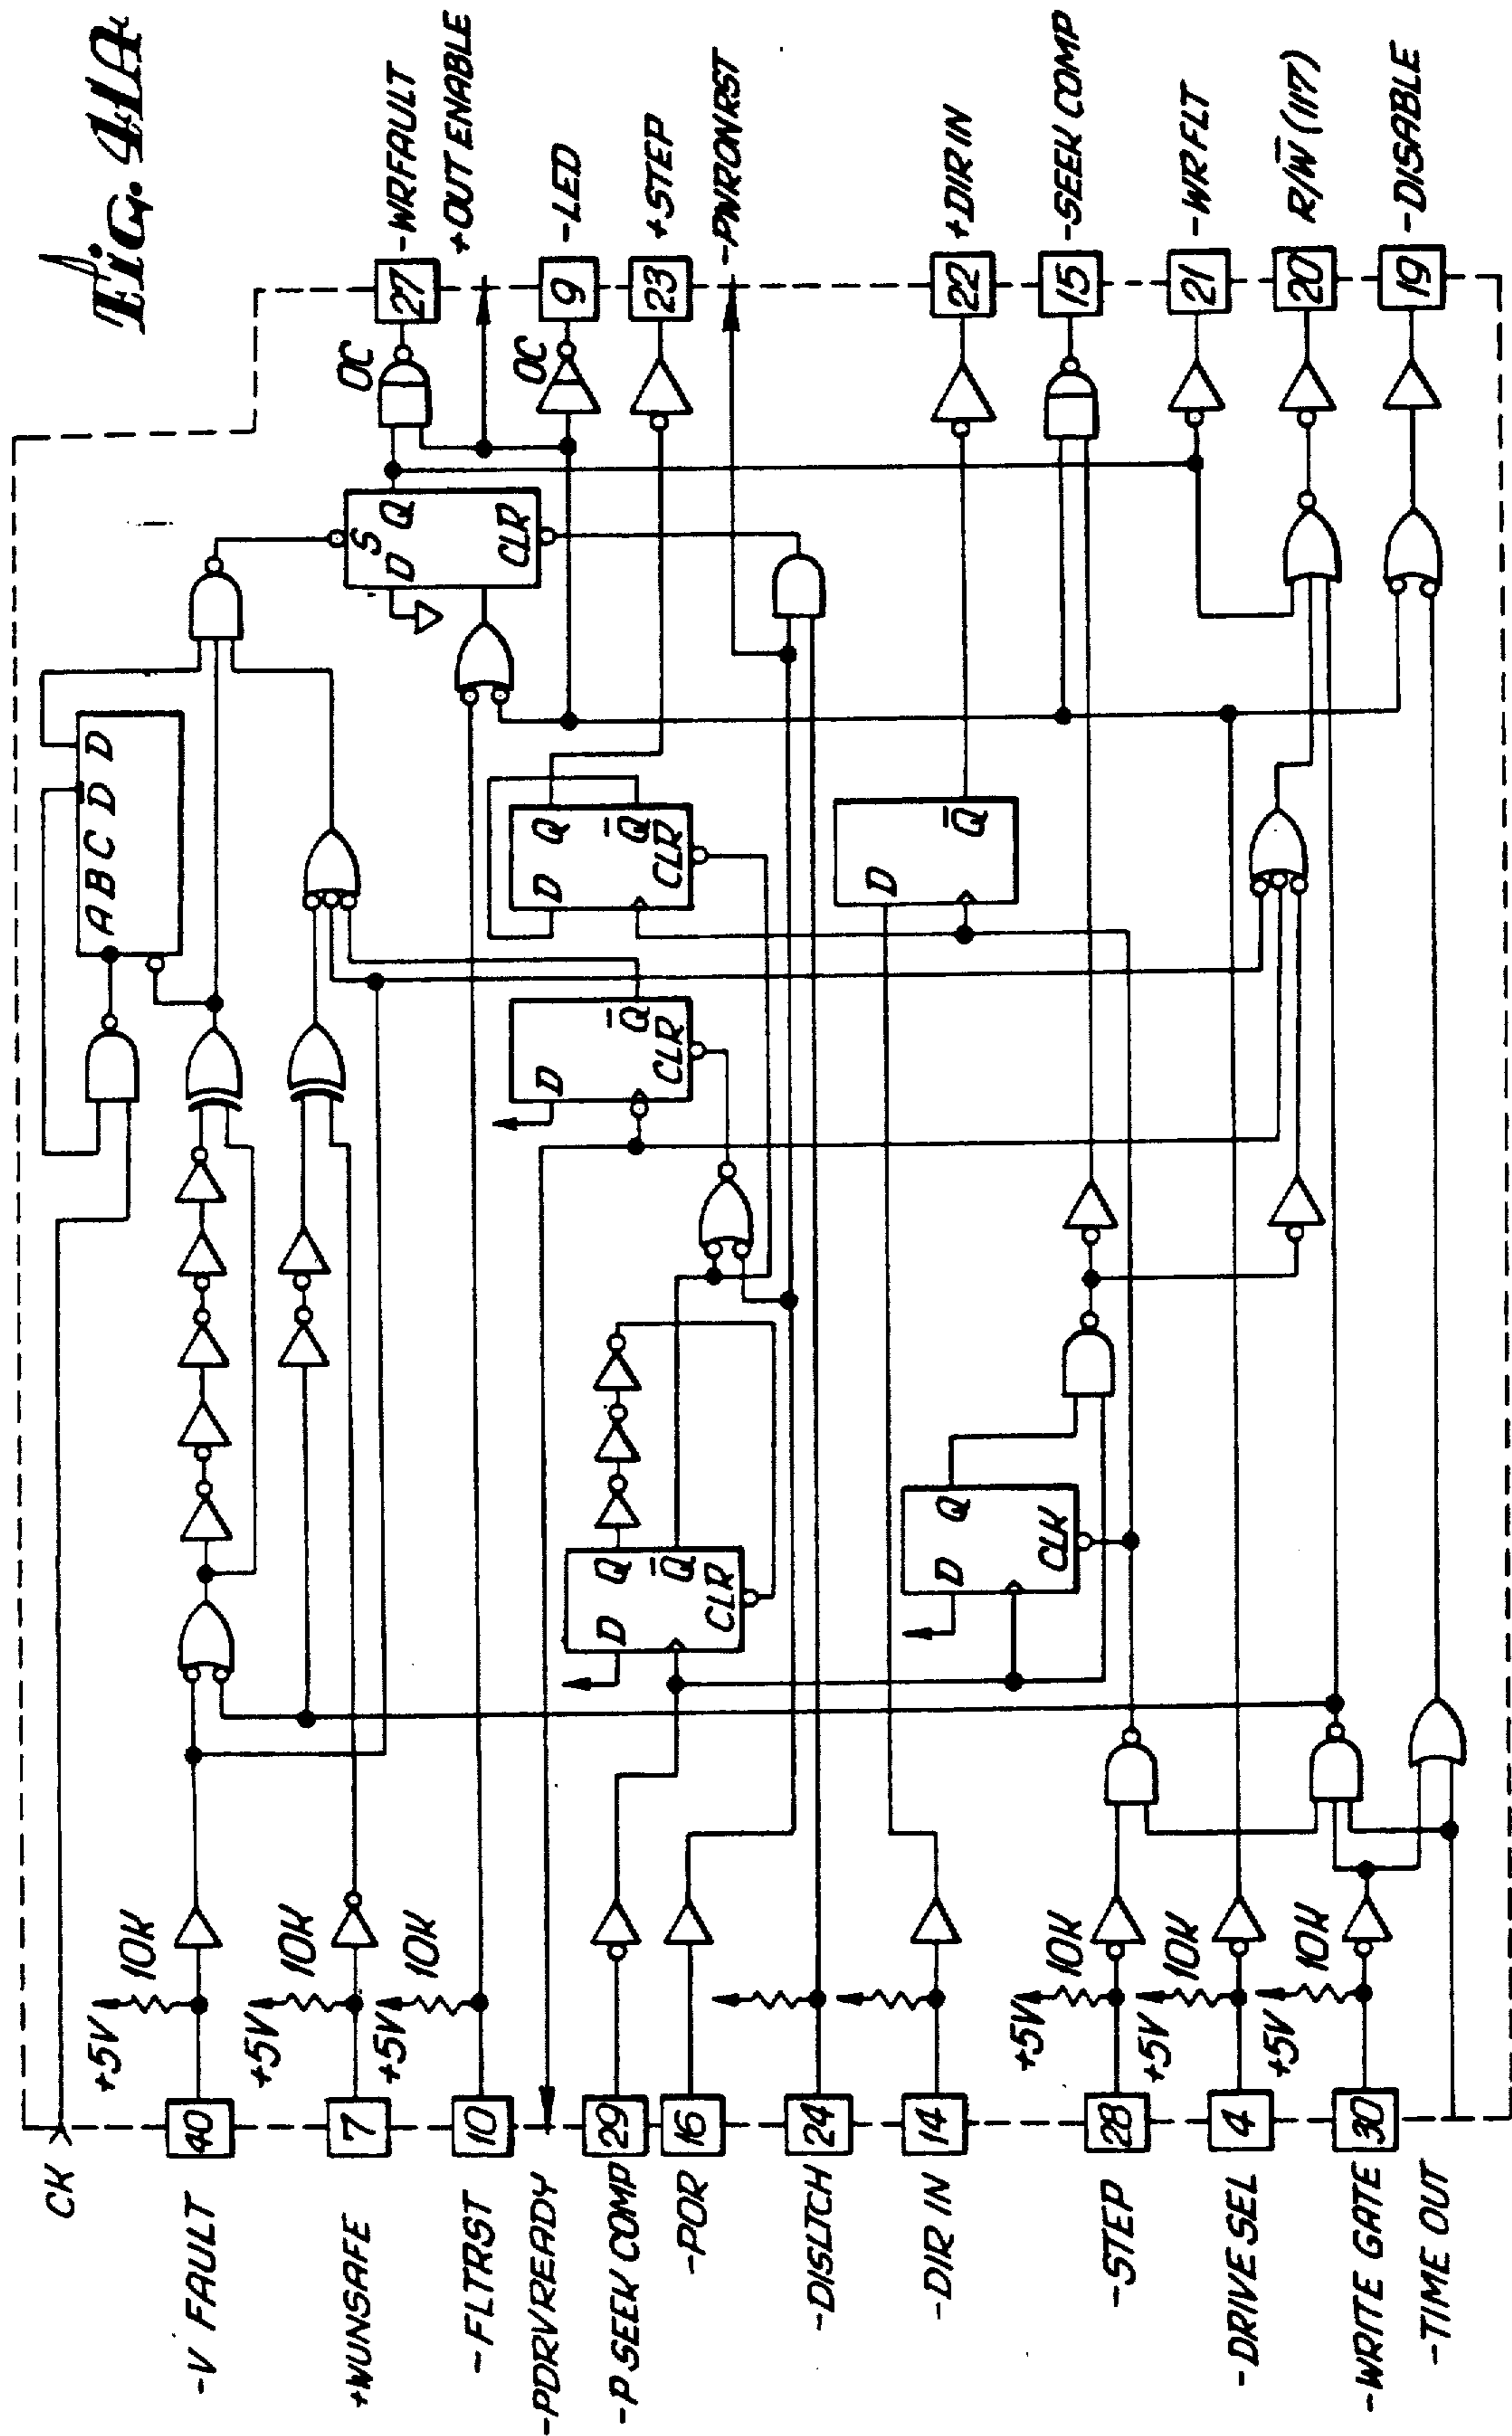 Fig. 41A
CK
-V FAULT
40
+5V
10K
+WUNSAFE
7
+5V
10K
-FLTRST
10
+5V
10K
-PDRVREADY
-P.SEEK COMP
29
-POR
16
-DISLTCH
24
-DIR IN
14
-STEP
28
+5V
10K
-DRIVE SEL
4
+5V
10K
-WRITE GATE
30
+5V
10K
-TIME OUT
A B C D̅ D
D Q
Q̅
CLR
D
Q̅
CLR
D Q
Q̅
CLR
D Q
CLK
D
Q̅
S
D Q
CLR
OC
27
-WRFAULT
+OUT ENABLE
OC
9
-LED
23
+STEP
-PWRONRST
22
+DIR IN
15
-SEEK COMP
21
-WR FLT
20
R/W̅ (117)
19
-DISABLE